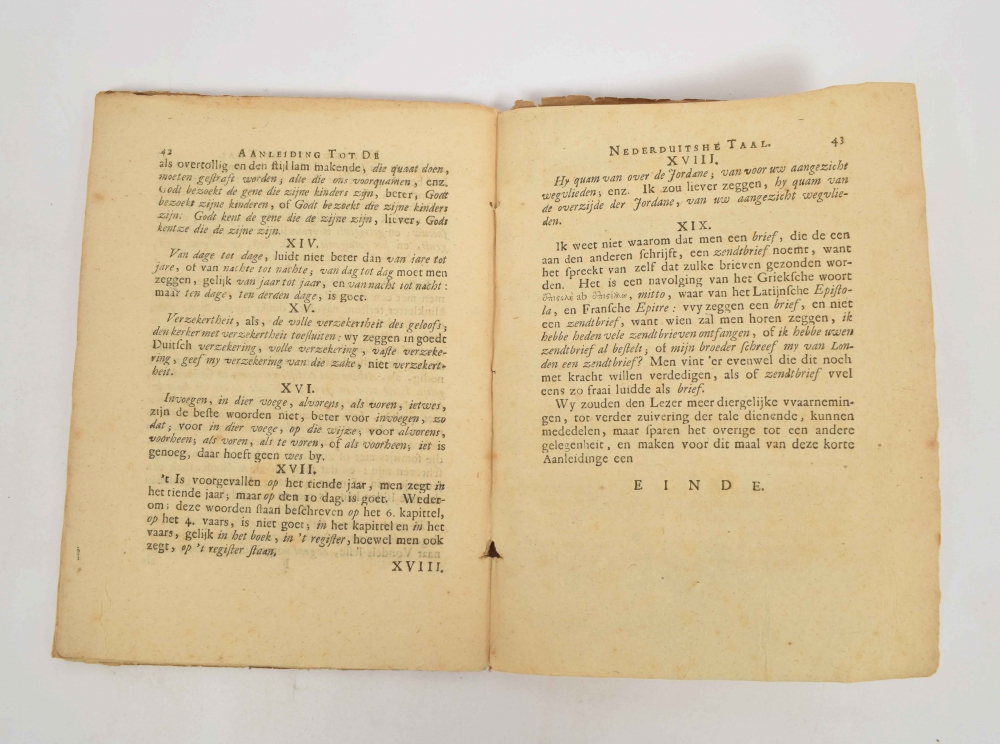 42 AANLEIDING TOT DE
als overtollig en den stijl lam makende; die quaat doen,
moeten gestraft worden; alle die ons voorquamen, enz.
Godt bezoekt de gene die zijne kinders zijn, beter, Godt
bezoekt zijne kinderen, of Godt bezoekt die zijne kinders
zijn. Godt kent de gene die de zijne zijn, liever, Godt
kentze die de zijne zijn.
XIV.
Van dage tot dage, luidt niet beter dan van jare tot
jare, of van nachte tot nachte; van dag tot dag moet men
zeggen, gelijk van jaar tot jaar, en van nacht tot nacht:
maar ten dage, ten derden dage, is goet.
XV.
Verzekertheit, als, de volle verzekertheit des geloofs;
den kerker met verzekertheit toesluiten: wy zeggen in goedt
Duitsch verzekering, volle verzekering, vaste verzeke-
ring, geef my verzekering van die zake, niet verzekert-
heit.
XVI.
Invoegen, in dier voege, alvorens, als voren, ietwes,
zijn de beste woorden niet, beter voor invoegen, zo
dat; voor in dier voege, op die wijze; voor alvorens,
voorheen; als voren, als te voren, of als voorheen; iet is
genoeg, daar hoeft geen wes by.
XVII.
't Is voorgevallen op het tiende jaar, men zegt in
het tiende jaar; maar op den 10 dag. is goet. Weder-
om; deze woorden staan beschreven op het 6. kapittel,
op het 4. vaars, is niet goet; in het kapittel en in het
vaars, gelijk in het boek, in 't register, hoewel men ook
zegt, op 't register staan.
XVIII.
NEDERDUITSHE TAAL. 43
XVIII.
Hy quam van over de Jordane; van voor uw aangezicht
wegvlieden; enz. Ik zou liever zeggen, hy quam van
de overzijde der Jordane, van uw aangezicht wegvlie-
den.
XIX.
Ik weet niet waarom dat men een brief, die de een
aan den anderen schrijft, een zendtbrief noemt, want
het spreekt van zelf dat zulke brieven gezonden wor-
den. Het is een navolging van het Grieksche woort
ab mitto, waar van het Latijnsche Episto-
la, en Fransche Epitre: vvy zeggen een brief, en niet
een zendtbrief, want wien zal men horen zeggen, ik
hebbe heden vele zendtbrieven ontfangen, of ik hebbe uwen
zendtbrief al bestelt; of mijn broeder schreef my van Lon-
den een zendtbrief? Men vint 'er evenwel die dit noch
met kracht willen verdedigen, als of zendtbrief vvel
eens zo fraai luidde als brief.
Wy zouden den Lezer meer diergelijke vvaarnemin-
gen, tot verder zuivering der tale dienende, kunnen
mededelen, maar sparen het overige tot een andere
gelegenheit, en maken voor dit maal van deze korte
Aanleidinge een
E I N D E.